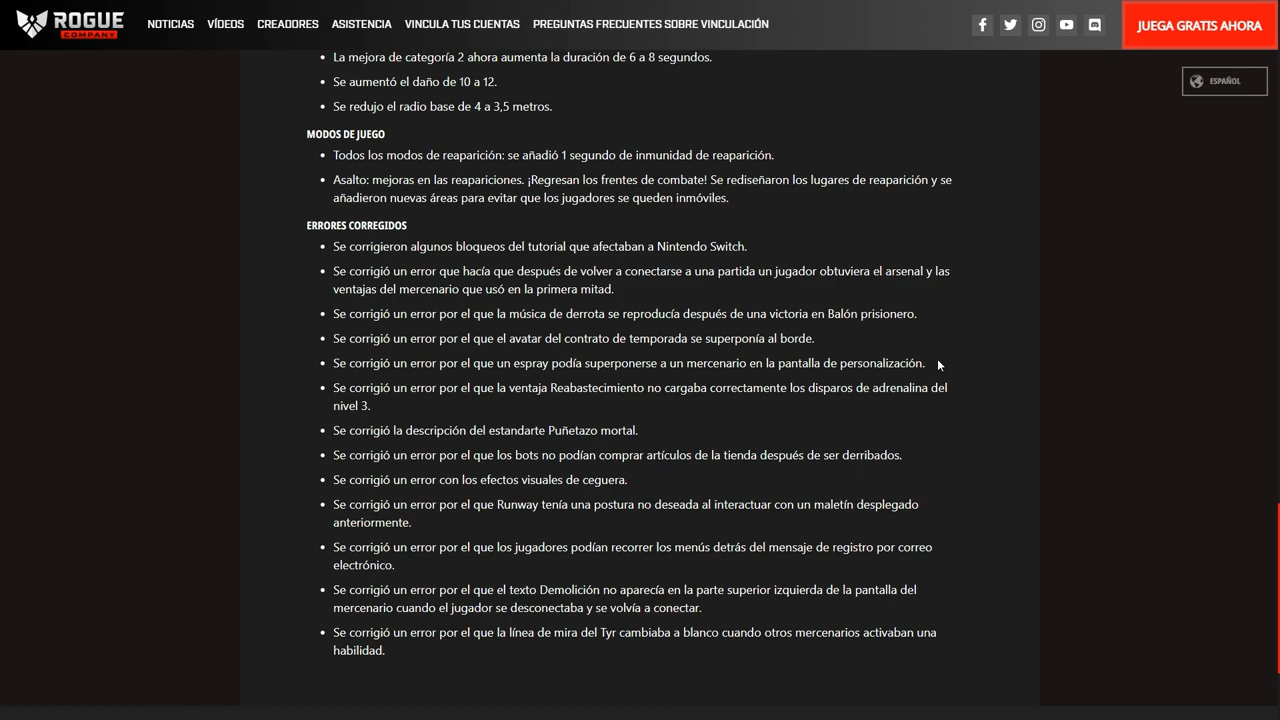 ROGUE
COMPANY
NOTICIAS
VÍDEOS
CREADORES
ASISTENCIA
VINCULA TUS CUENTAS
PREGUNTAS FRECUENTES SOBRE VINCULACIÓN
JUEGA GRATIS AHORA
ESPAÑOL
La mejora de categoría 2 ahora aumenta la duración de 6 a 8 segundos.
Se aumentó el daño de 10 a 12.
Se redujo el radio base de 4 a 3,5 metros.
MODOS DE JUEGO
Todos los modos de reaparición: se añadió 1 segundo de inmunidad de reaparición.
Asalto: mejoras en las reapariciones. ¡Regresan los frentes de combate! Se rediseñaron los lugares de reaparición y se
añadieron nuevas áreas para evitar que los jugadores se queden inmóviles.
ERRORES CORREGIDOS
Se corrigieron algunos bloqueos del tutorial que afectaban a Nintendo Switch.
Se corrigió un error que hacía que después de volver a conectarse a una partida un jugador obtuviera el arsenal y las
ventajas del mercenario que usó en la primera mitad.
Se corrigió un error por el que la música de derrota se reproducía después de una victoria en Balón prisionero.
Se corrigió un error por el que el avatar del contrato de temporada se superponía al borde.
Se corrigió un error por el que un espray podía superponerse a un mercenario en la pantalla de personalización.
Se corrigió un error por el que la ventaja Reabastecimiento no cargaba correctamente los disparos de adrenalina del
nivel 3.
Se corrigió la descripción del estandarte Puñetazo mortal.
Se corrigió un error por el que los bots no podían comprar artículos de la tienda después de ser derribados.
Se corrigió un error con los efectos visuales de ceguera.
Se corrigió un error por el que Runway tenía una postura no deseada al interactuar con un maletín desplegado
anteriormente.
Se corrigió un error por el que los jugadores podían recorrer los menús detrás del mensaje de registro por correo
electrónico.
Se corrigió un error por el que el texto Demolición no aparecía en la parte superior izquierda de la pantalla del
mercenario cuando el jugador se desconectaba y se volvía a conectar.
Se corrigió un error por el que la línea de mira del Tyr cambiaba a blanco cuando otros mercenarios activaban una
habilidad.